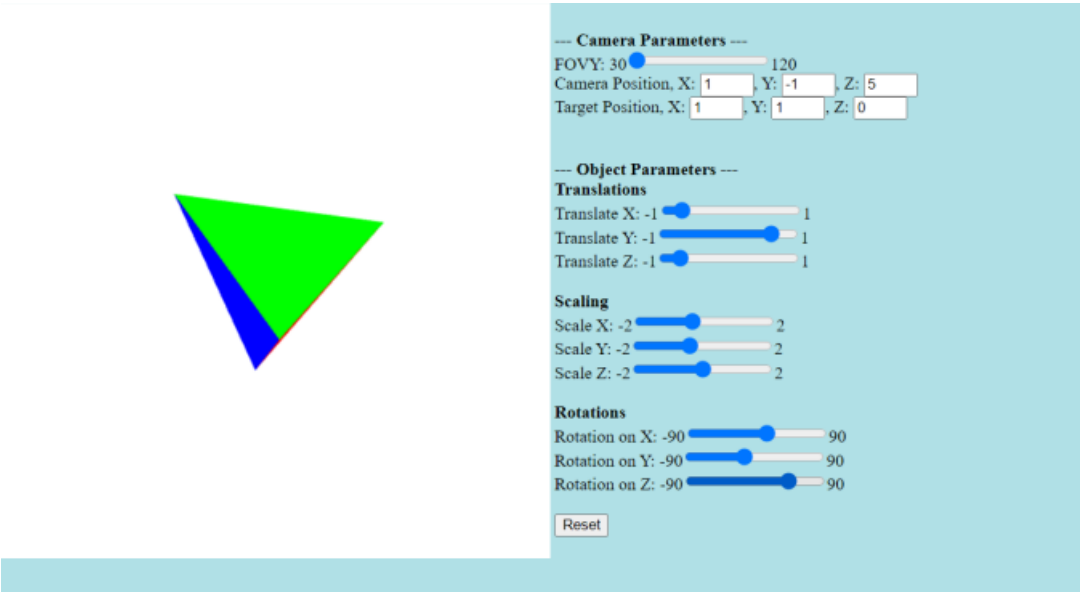 --- Camera Parameters ---
FOVY: 30 120
Camera Position, X: 1, Y: -1, Z: 5
Target Position, X: 1, Y: 1, Z: 0
--- Object Parameters ---
Translations
Translate X: -1 1
Translate Y: -1 1
Translate Z: -1 1
Scaling
Scale X: -2 2
Scale Y: -2 2
Scale Z: -2 2
Rotations
Rotation on X: -90 90
Rotation on Y: -90 90
Rotation on Z: -90 90
Reset